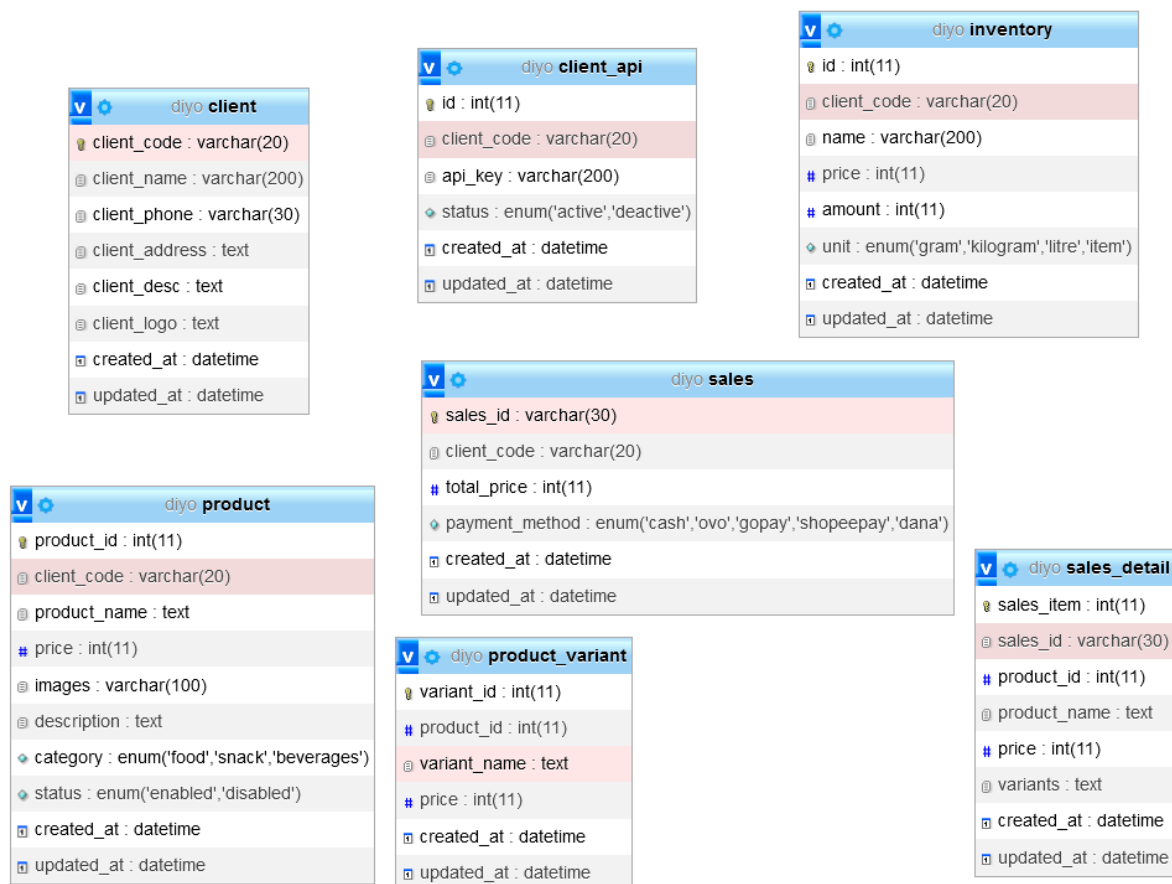 diyo client
client_code : varchar(20)
client_name : varchar(200)
client_phone : varchar(30)
client_address : text
client_desc : text
client_logo : text
created_at : datetime
updated_at : datetime
diyo client_api
id : int(11)
client_code : varchar(20)
api_key : varchar(200)
status : enum('active','deactive')
created_at : datetime
updated_at : datetime
diyo inventory
id : int(11)
client_code : varchar(20)
name : varchar(200)
# price : int(11)
# amount : int(11)
unit : enum('gram','kilogram','litre','item')
created_at : datetime
updated_at : datetime
diyo sales
sales_id : varchar(30)
client_code : varchar(20)
# total_price : int(11)
payment_method : enum('cash','ovo','gopay','shopeepay','dana')
created_at : datetime
updated_at : datetime
diyo product
product_id : int(11)
client_code : varchar(20)
product_name : text
# price : int(11)
images : varchar(100)
description : text
category : enum('food','snack','beverages')
status : enum('enabled','disabled')
created_at : datetime
updated_at : datetime
diyo product_variant
variant_id : int(11)
# product_id : int(11)
variant_name : text
# price : int(11)
created_at : datetime
updated_at : datetime
diyo sales_detail
sales_item : int(11)
sales_id : varchar(30)
# product_id : int(11)
product_name : text
# price : int(11)
variants : text
created_at : datetime
updated_at : datetime